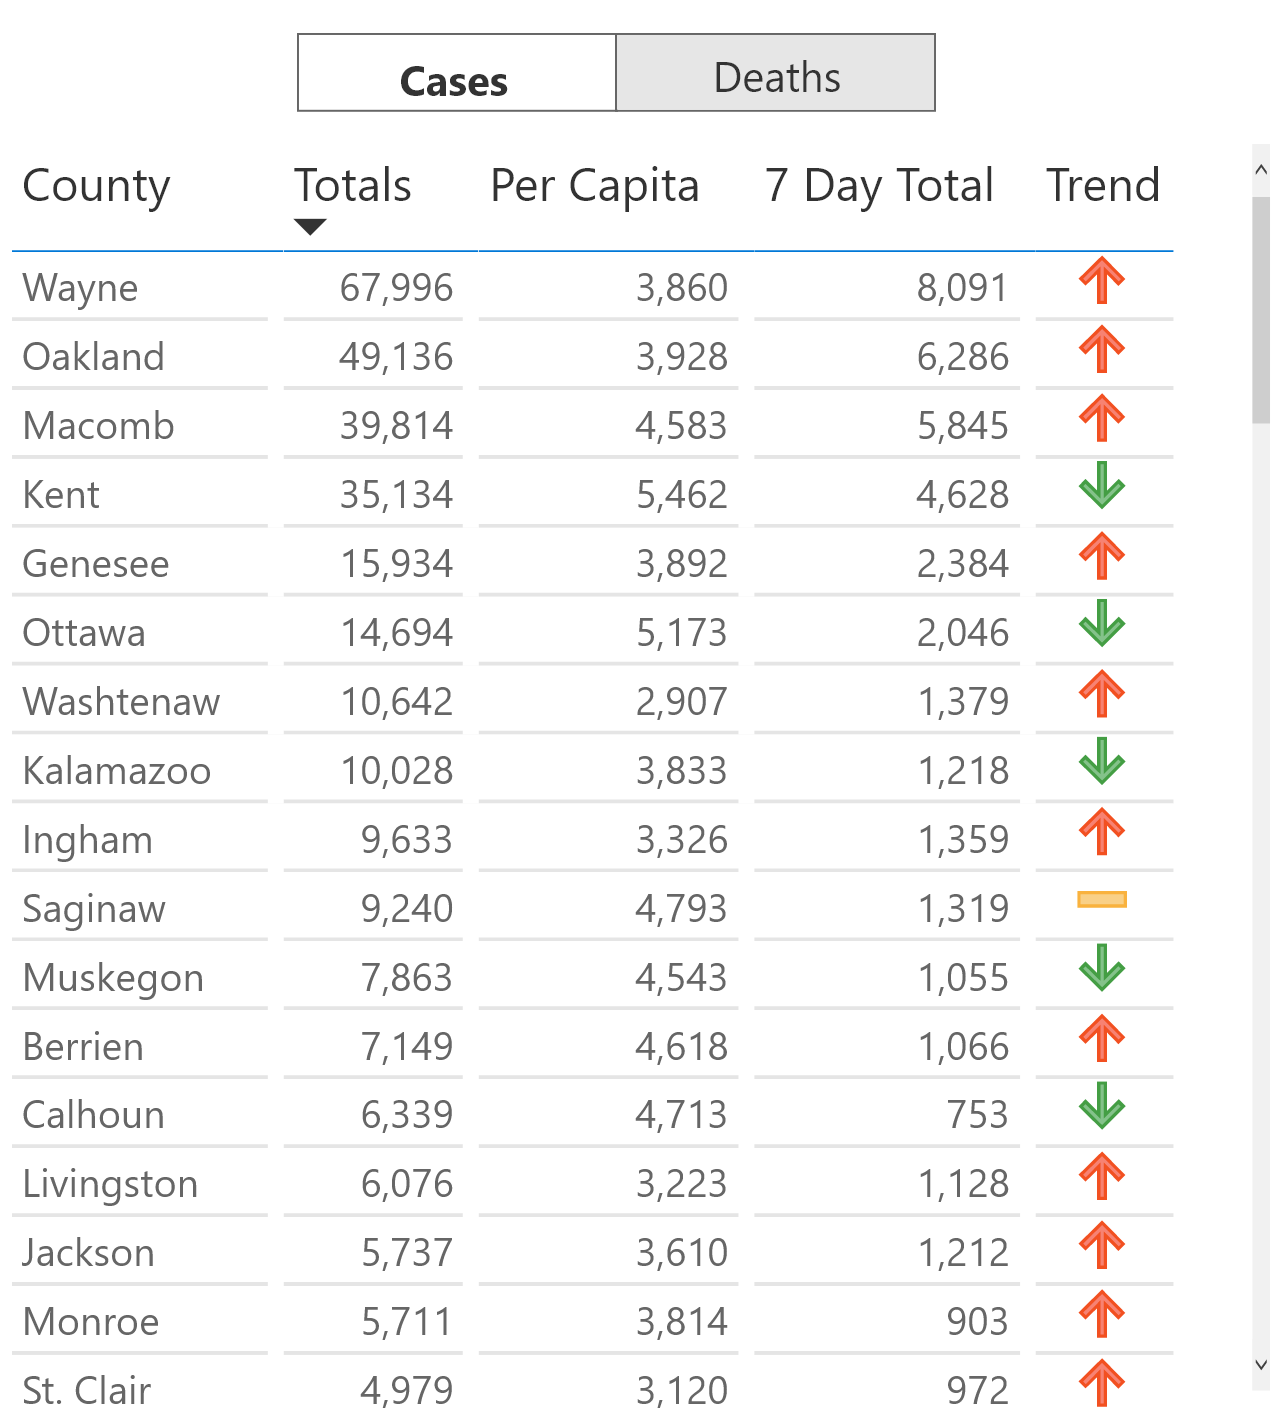 Cases Deaths
County Totals Per Capita 7 Day Total Trend
Wayne 67,996 3,860 8,091
Oakland 49,136 3,928 6,286
Macomb 39,814 4,583 5,845
Kent 35,134 5,462 4,628
Genesee 15,934 3,892 2,384
Ottawa 14,694 5,173 2,046
Washtenaw 10,642 2,907 1,379
Kalamazoo 10,028 3,833 1,218
Ingham 9,633 3,326 1,359
Saginaw 9,240 4,793 1,319
Muskegon 7,863 4,543 1,055
Berrien 7,149 4,618 1,066
Calhoun 6,339 4,713 753
Livingston 6,076 3,223 1,128
Jackson 5,737 3,610 1,212
Monroe 5,711 3,814 903
St. Clair 4,979 3,120 972